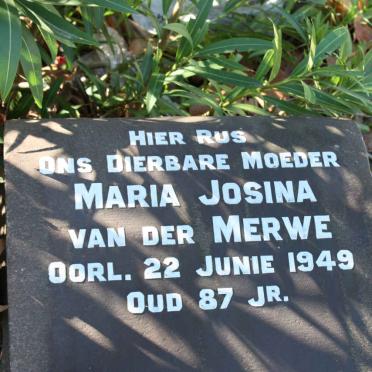 Hier Rus
Ons Dierbare Moeder
Maria Josina
van der Merwe
Oorl. 22 Junie 1949
Oud 87 Jr.